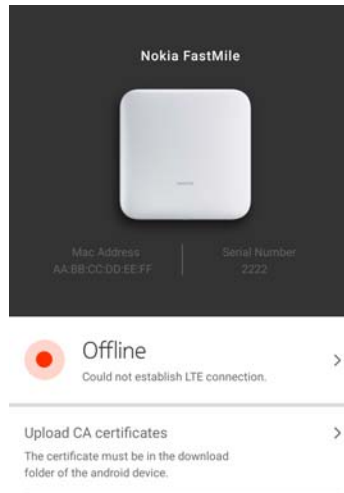 Nokia FastMile
Mac Address
AA:BB:CC:DD:EE:FF
Serial Number
2222
Offline
Could not establish LTE connection.
Upload CA certificates
The certificate must be in the download
folder of the android device.